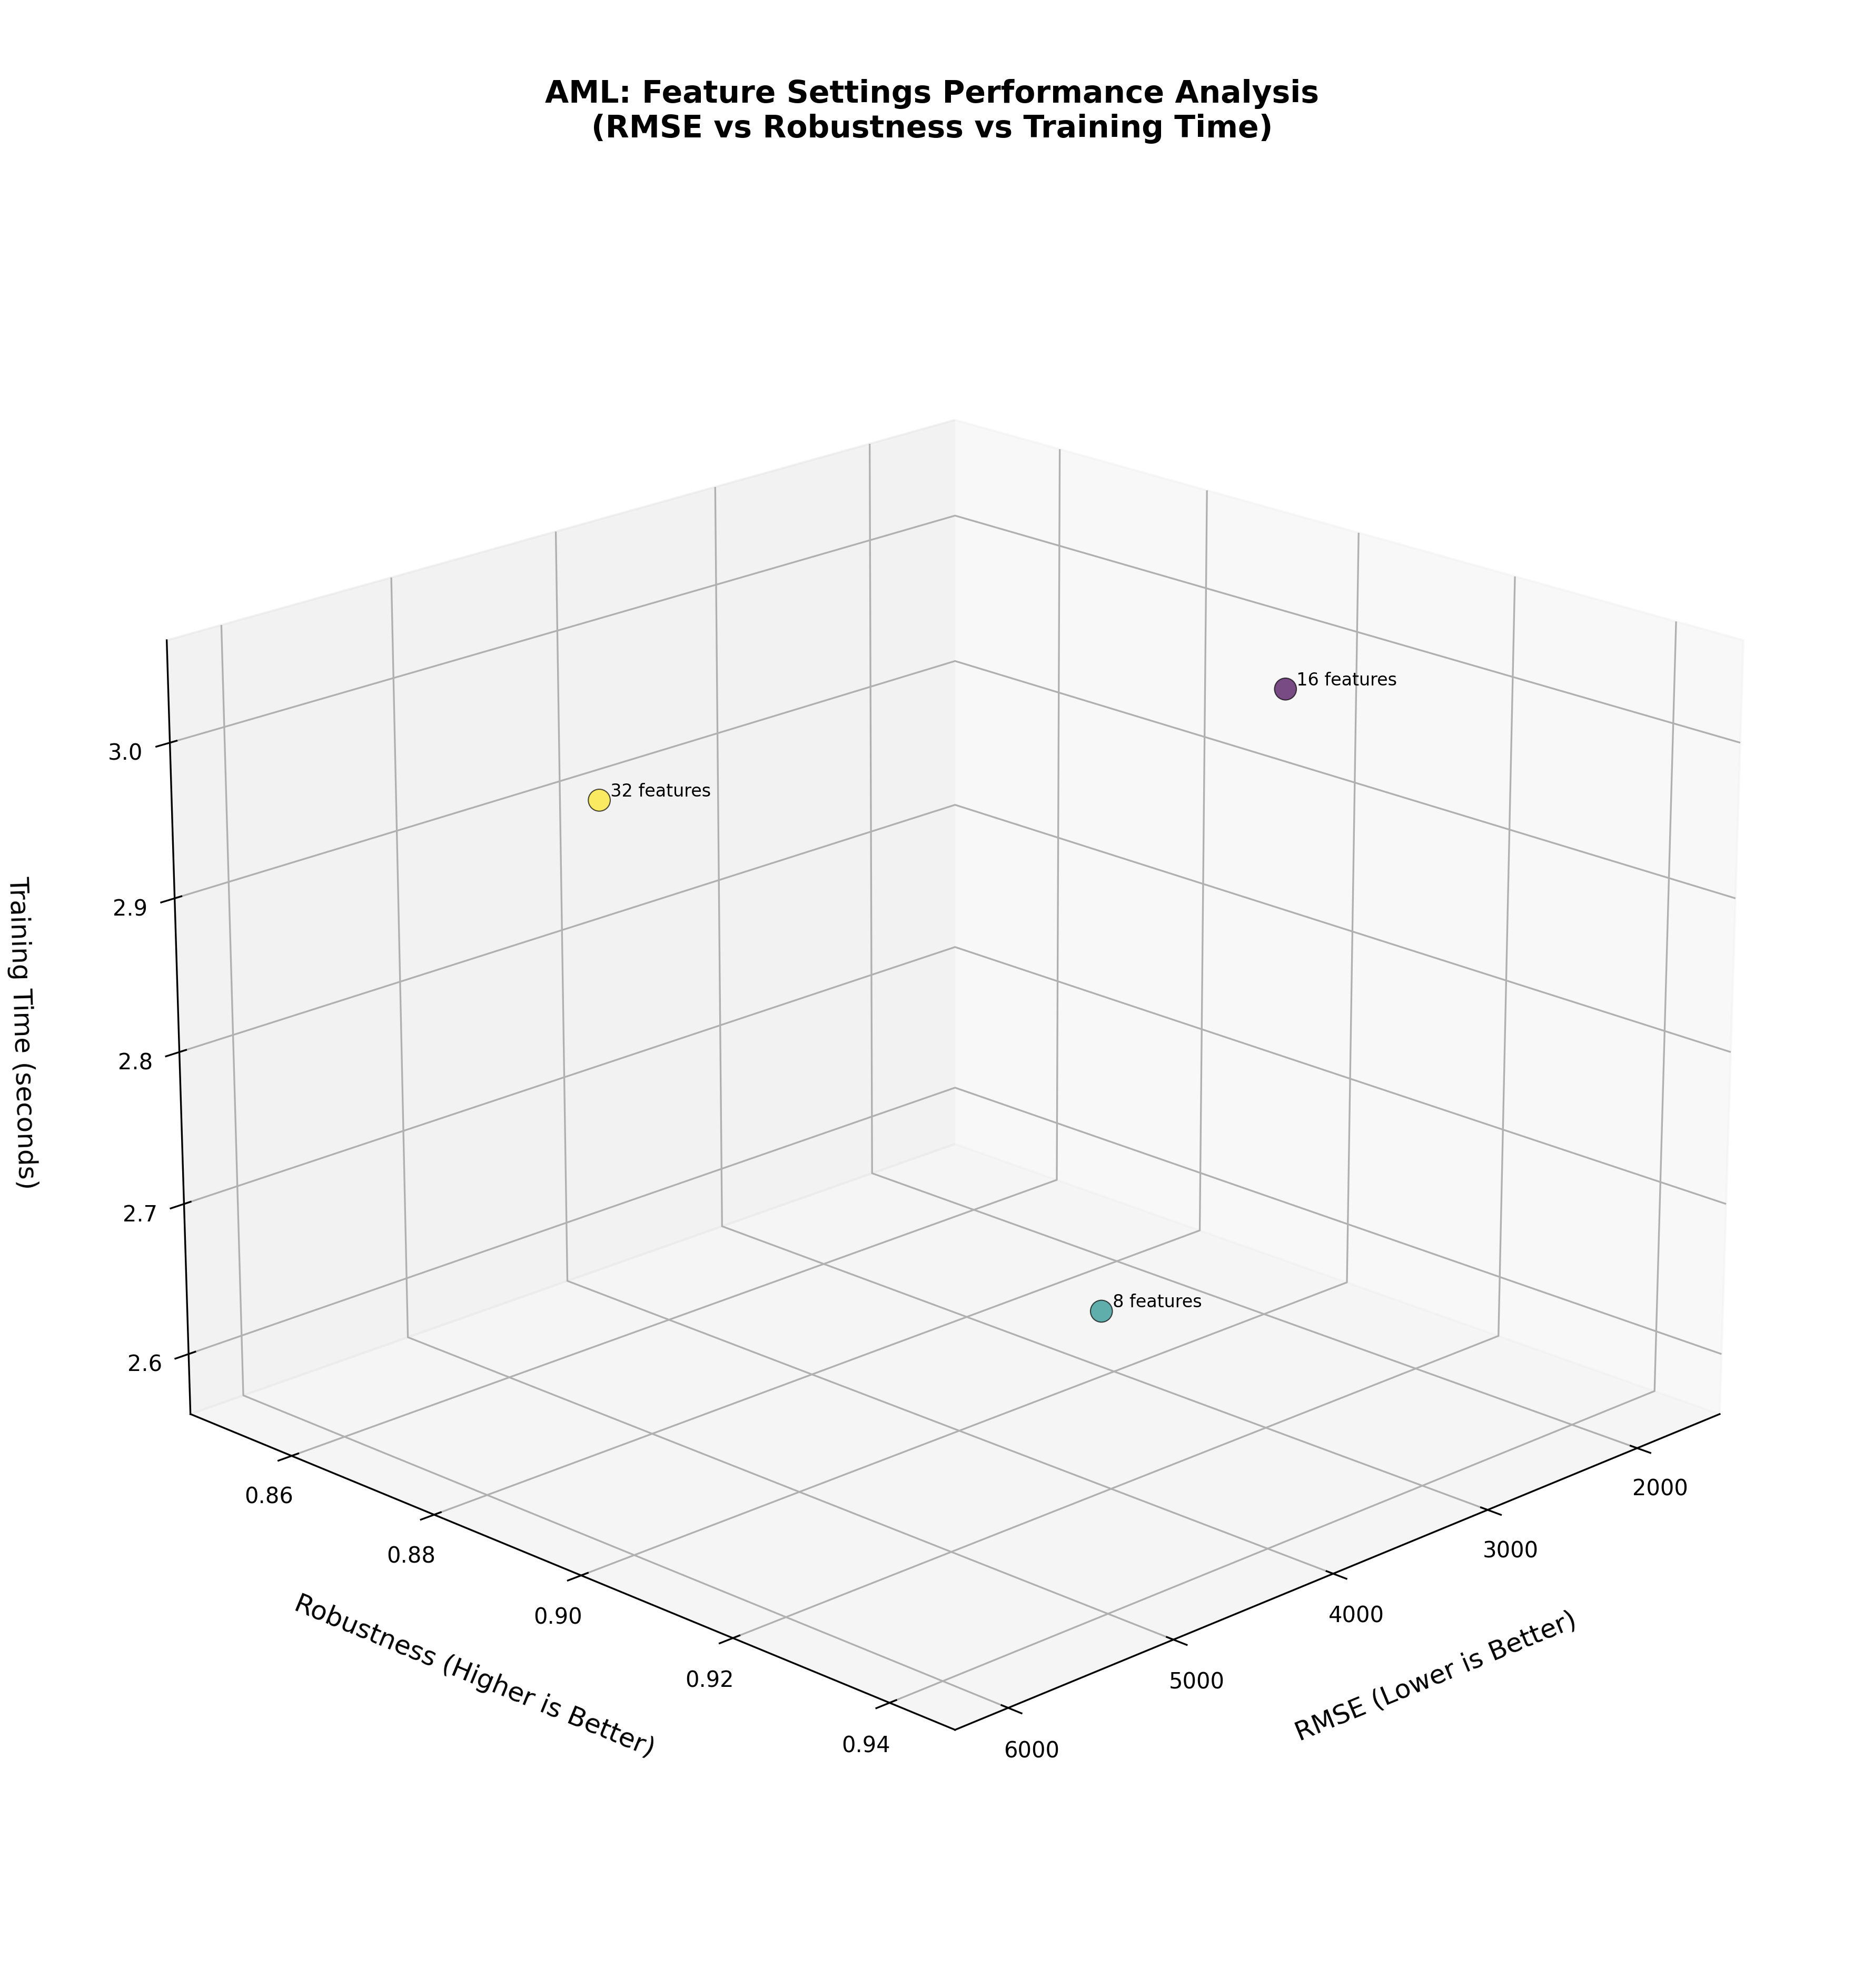 AML: Feature Settings Performance Analysis
(RMSE vs Robustness vs Training Time)
16 features
32 features
8 features
Training Time (seconds)
3.0
2.9
2.8
2.7
2.6
0.86
0.88
0.90
0.92
0.94
Robustness (Higher is Better)
2000
3000
4000
5000
6000
RMSE (Lower is Better)